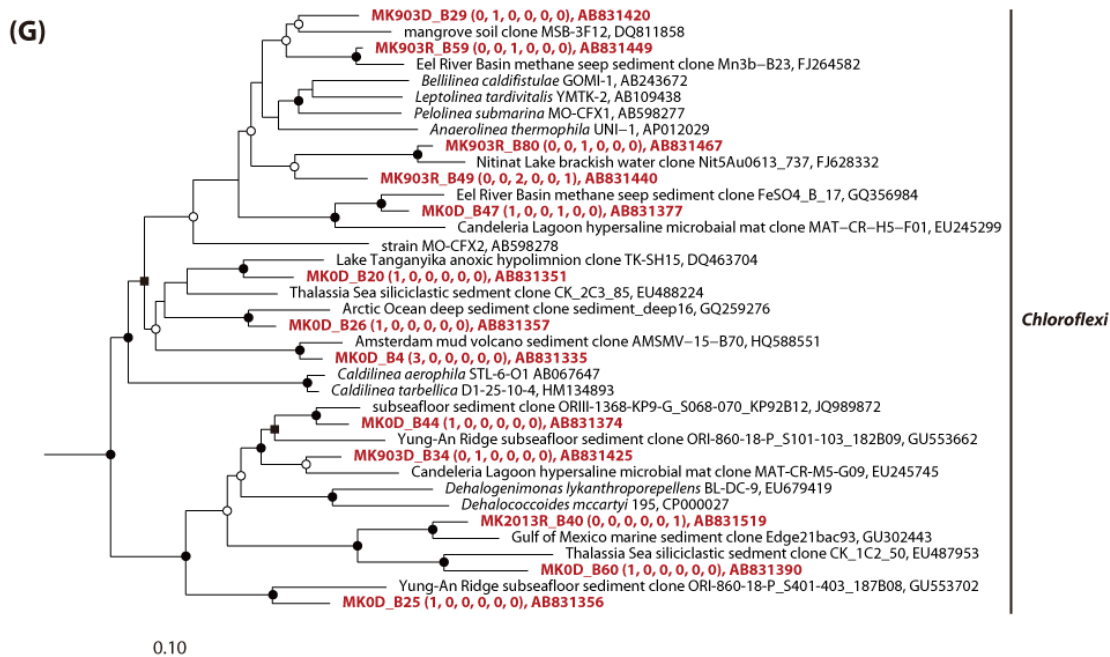 (G)
MK903D_B29 (0, 1, 0, 0, 0, 0), AB831420
mangrove soil clone MSB-3F12, DQ811858
MK903R_B59 (0, 0, 1, 0, 0, 0), AB831449
Eel River Basin methane seep sediment clone Mn3b−B23, FJ264582
Bellilinea caldifistulae GOMI-1, AB243672
Leptolinea tardivitalis YMTK-2, AB109438
Pelolinea submarina MO-CFX1, AB598277
Anaerolinea thermophila UNI−1, AP012029
MK903R_B80 (0, 0, 1, 0, 0, 0), AB831467
Nitinat Lake brackish water clone Nit5Au0613_737, FJ628332
MK903R_B49 (0, 0, 2, 0, 0, 1), AB831440
Eel River Basin methane seep sediment clone FeSO4_B_17, GQ356984
MK0D_B47 (1, 0, 0, 1, 0, 0), AB831377
Candeleria Lagoon hypersaline microbaial mat clone MAT−CR−H5−F01, EU245299
strain MO-CFX2, AB598278
Lake Tanganyika anoxic hypolimnion clone TK-SH15, DQ463704
MK0D_B20 (1, 0, 0, 0, 0, 0), AB831351
Thalassia Sea siliciclastic sedment clone CK_2C3_85, EU488224
Arctic Ocean deep sediment clone sediment_deep16, GQ259276
MK0D_B26 (1, 0, 0, 0, 0, 0), AB831357
Chloroflexi
Amsterdam mud volcano sediment clone AMSMV−15−B70, HQ588551
MK0D_B4 (3, 0, 0, 0, 0, 0), AB831335
Caldilinea aerophila STL-6-O1 AB067647
Caldilinea tarbellica D1-25-10-4, HM134893
subseafloor sediment clone ORIII-1368-KP9-G_S068-070_KP92B12, JQ989872
MK0D_B44 (1, 0, 0, 0, 0, 0), AB831374
Yung-An Ridge subseafloor sediment clone ORI-860-18-P_S101-103_182B09, GU553662
MK903D_B34 (0, 1, 0, 0, 0, 0), AB831425
Candeleria Lagoon hypersaline microbial mat clone MAT-CR-M5-G09, EU245745
Dehalogenimonas lykanthroporepellens BL-DC-9, EU679419
Dehalococcoides mccartyi 195, CP000027
MK2013R_B40 (0, 0, 0, 0, 0, 1), AB831519
Gulf of Mexico marine sediment clone Edge21bac93, GU302443
Thalassia Sea siliciclastic sedment clone CK_1C2_50, EU487953
MK0D_B60 (1, 0, 0, 0, 0, 0), AB831390
Yung-An Ridge subseafloor sediment clone ORI-860-18-P_S401-403_187B08, GU553702
MK0D_B25 (1, 0, 0, 0, 0, 0), AB831356
0.10